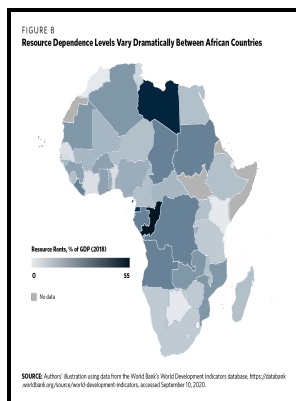 FIGURE 8
Resource Dependence Levels Vary Dramatically Between African Countries
Resource Rents, % of GDP (2018)
0 55
No data
SOURCE: Authors' illustration using data from the World Bank's World Development Indicators database, https://databank
.worldbank.org/source/world-development-indicators, accessed September 10, 2020.